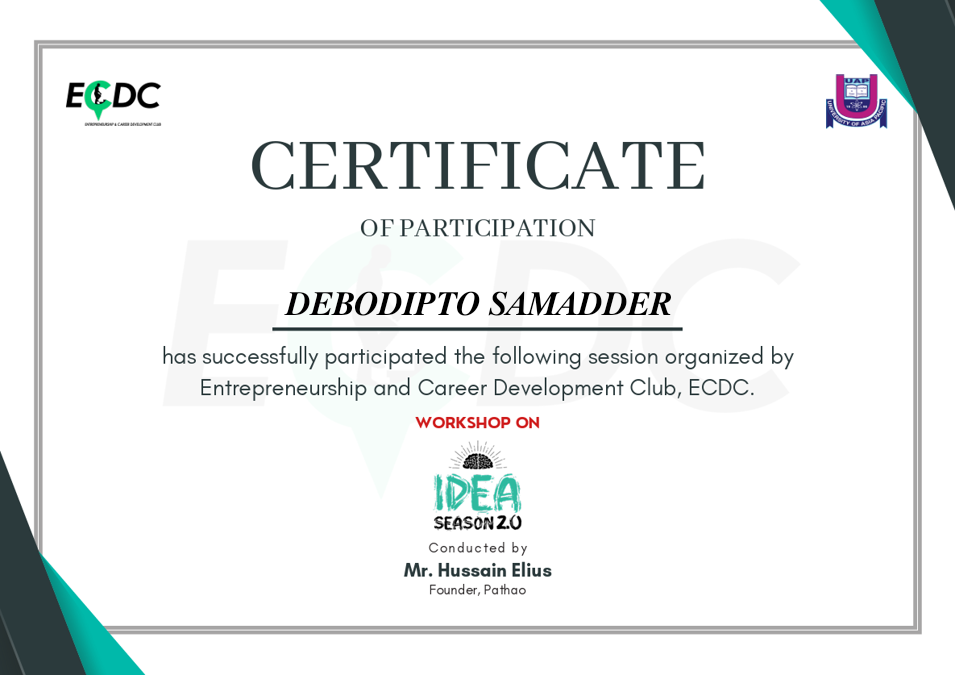 ECDC
ENTREPRENEURSHIP & CAREER DEVELOPMENT CLUB
UAP
UNIVERSITY OF ASIA PACIFIC
CERTIFICATE
OF PARTICIPATION
DEBODIPTO SAMADDER
has successfully participated the following session organized by
Entrepreneurship and Career Development Club, ECDC.
WORKSHOP ON
IDEA
SEASON 2.0
Conducted by
Mr. Hussain Elius
Founder, Pathao